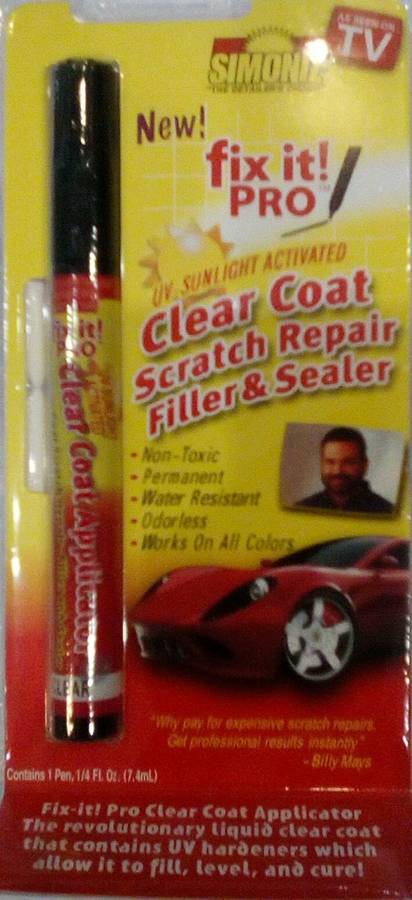 AS SEEN ON
TV
SIMONIZ
"THE DETAILER'S CHOICE"
New!
fix it!
PRO™
UV SUNLIGHT ACTIVATED
Clear Coat
Scratch Repair
Filler & Sealer
- Non-Toxic
- Permanent
- Water Resistant
- Odorless
- Works On All Colors
Clear Coat Applicator
"Why pay for expensive scratch repairs.
Get professional results instantly"
- Billy Mays
Contains 1 Pen, 1/4 Fl. Oz. (7.4mL)
Fix-it! Pro Clear Coat Applicator
The revolutionary liquid clear coat
that contains UV hardeners which
allow it to fill, level, and cure!